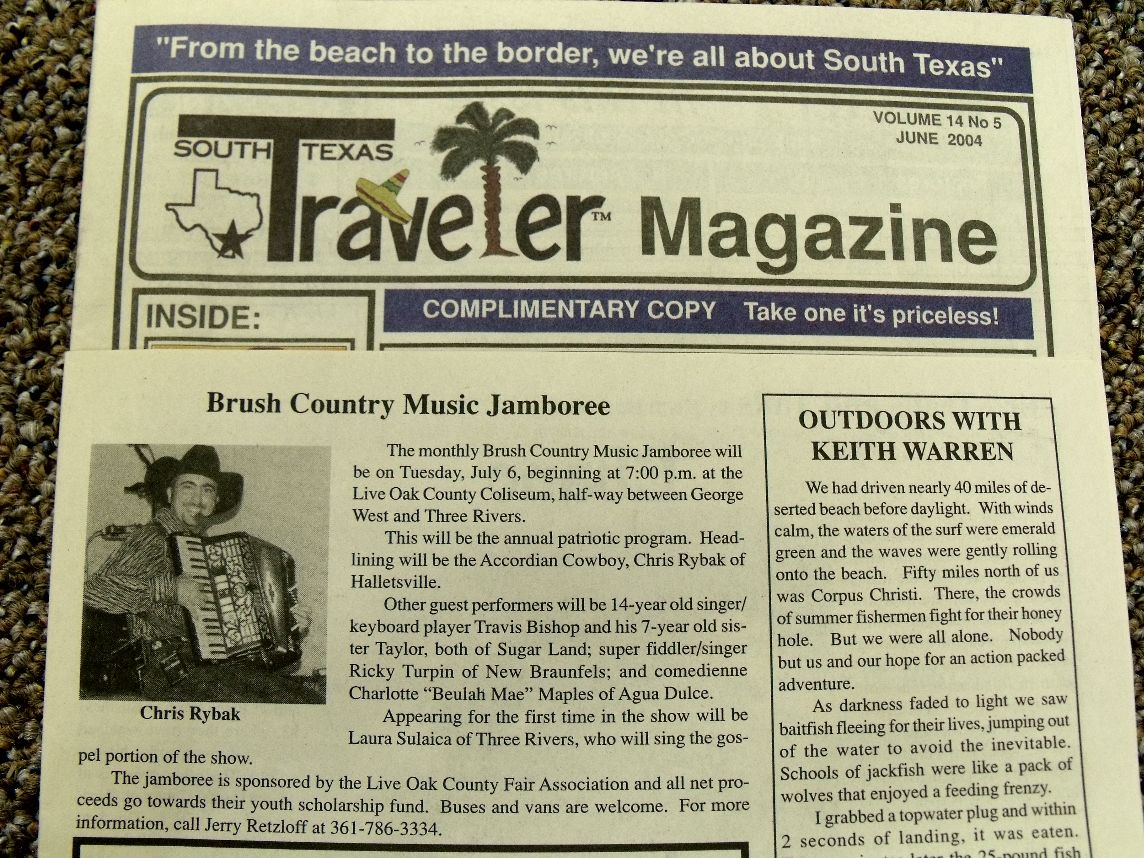 "From the beach to the border, we're all about South Texas"
VOLUME 14 No 5
JUNE 2004
SOUTH TEXAS
Traveler™ Magazine
INSIDE:
COMPLIMENTARY COPY Take one it's priceless!
Brush Country Music Jamboree
The monthly Brush Country Music Jamboree will
be on Tuesday, July 6, beginning at 7:00 p.m. at the
Live Oak County Coliseum, half-way between George
West and Three Rivers.
This will be the annual patriotic program. Head-
lining will be the Accordian Cowboy, Chris Rybak of
Halletsville.
Other guest performers will be 14-year old singer/
keyboard player Travis Bishop and his 7-year old sis-
ter Taylor, both of Sugar Land; super fiddler/singer
Ricky Turpin of New Braunfels; and comedienne
Charlotte “Beulah Mae” Maples of Agua Dulce.
Chris Rybak
Appearing for the first time in the show will be
Laura Sulaica of Three Rivers, who will sing the gos-
pel portion of the show.
The jamboree is sponsored by the Live Oak County Fair Association and all net pro-
ceeds go towards their youth scholarship fund. Buses and vans are welcome. For more
information, call Jerry Retzloff at 361-786-3334.
OUTDOORS WITH
KEITH WARREN
We had driven nearly 40 miles of de-
serted beach before daylight. With winds
calm, the waters of the surf were emerald
green and the waves were gently rolling
onto the beach. Fifty miles north of us
was Corpus Christi. There, the crowds
of summer fishermen fight for their honey
hole. But we were all alone. Nobody
but us and our hope for an action packed
adventure.
As darkness faded to light we saw
baitfish fleeing for their lives, jumping out
of the water to avoid the inevitable.
Schools of jackfish were like a pack of
wolves that enjoyed a feeding frenzy.
I grabbed a topwater plug and within
2 seconds of landing, it was eaten.
later the 25-pound fish